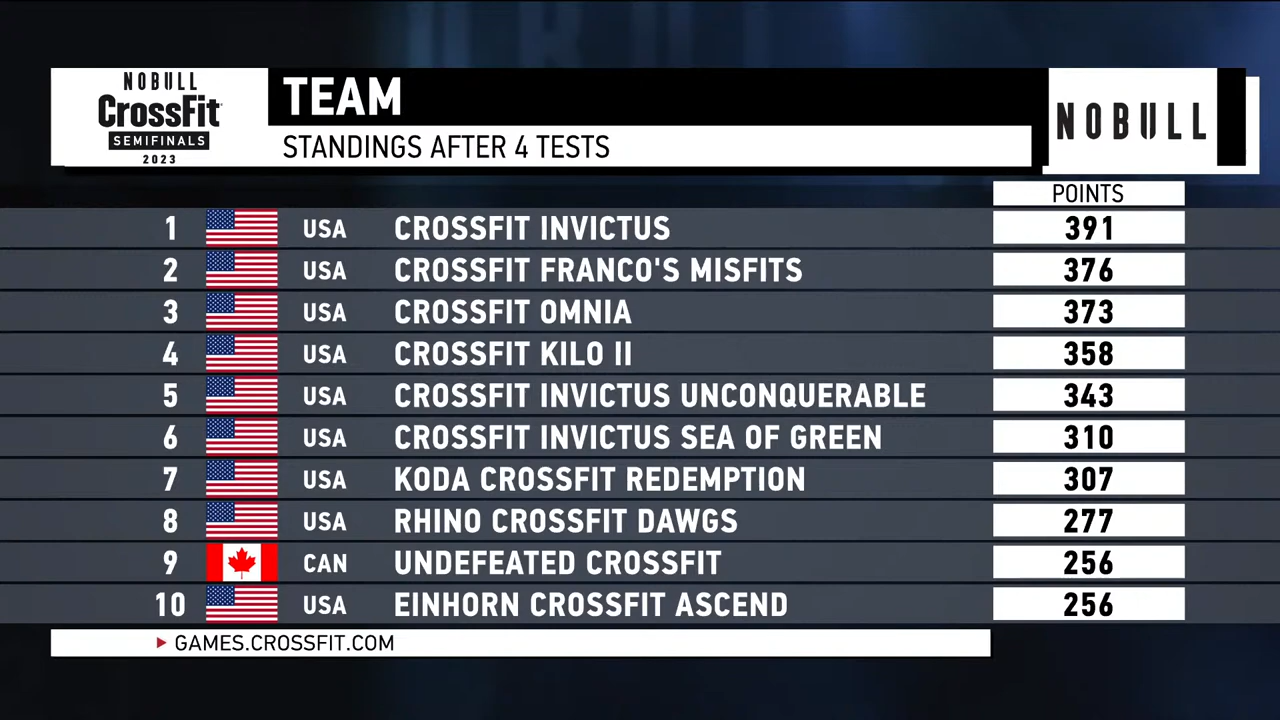 NOBULL
CrossFit
SEMIFINALS
2023
TEAM
STANDINGS AFTER 4 TESTS
NOBULL
POINTS
1 USA CROSSFIT INVICTUS 391
2 USA CROSSFIT FRANCO'S MISFITS 376
3 USA CROSSFIT OMNIA 373
4 USA CROSSFIT KILO II 358
5 USA CROSSFIT INVICTUS UNCONQUERABLE 343
6 USA CROSSFIT INVICTUS SEA OF GREEN 310
7 USA KODA CROSSFIT REDEMPTION 307
8 USA RHINO CROSSFIT DAWGS 277
9 CAN UNDEFEATED CROSSFIT 256
10 USA EINHORN CROSSFIT ASCEND 256
GAMES.CROSSFIT.COM